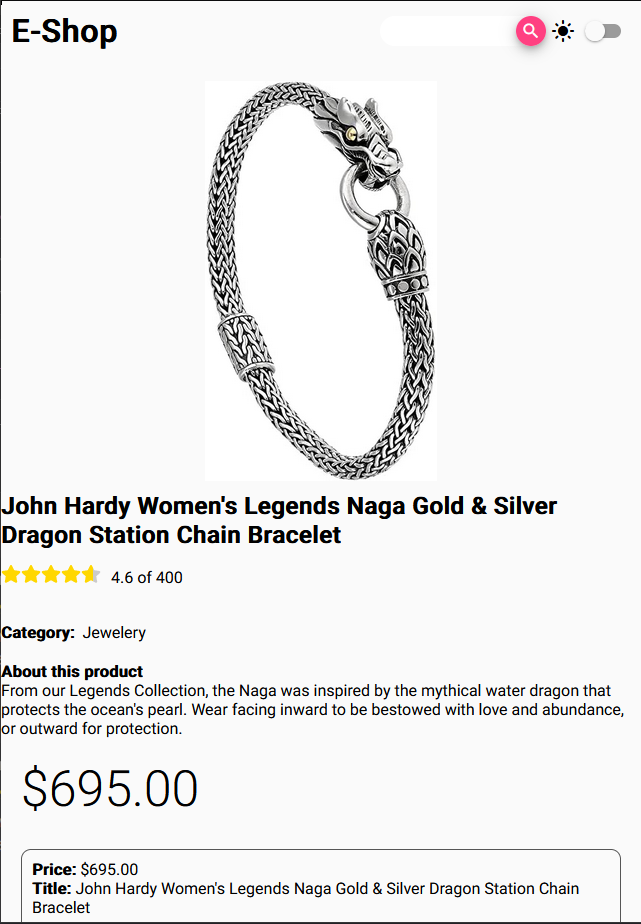 E-Shop
John Hardy Women's Legends Naga Gold & Silver
Dragon Station Chain Bracelet
4.6 of 400
Category: Jewelery
About this product
From our Legends Collection, the Naga was inspired by the mythical water dragon that
protects the ocean's pearl. Wear facing inward to be bestowed with love and abundance,
or outward for protection.
$695.00
Price: $695.00
Title: John Hardy Women's Legends Naga Gold & Silver Dragon Station Chain
Bracelet